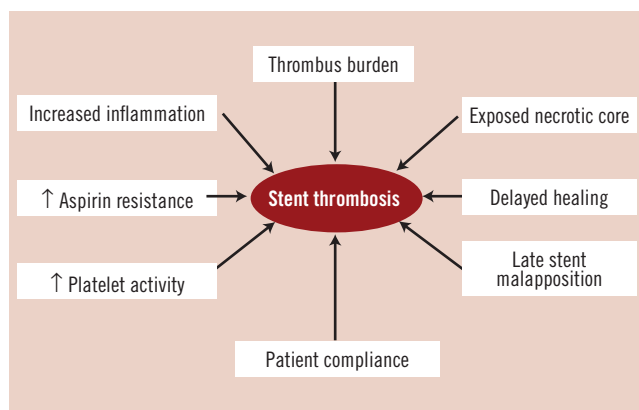 Thrombus burden
Increased inflammation
Exposed necrotic core
↑ Aspirin resistance
Stent thrombosis
Delayed healing
↑ Platelet activity
Late stent
malapposition
Patient compliance